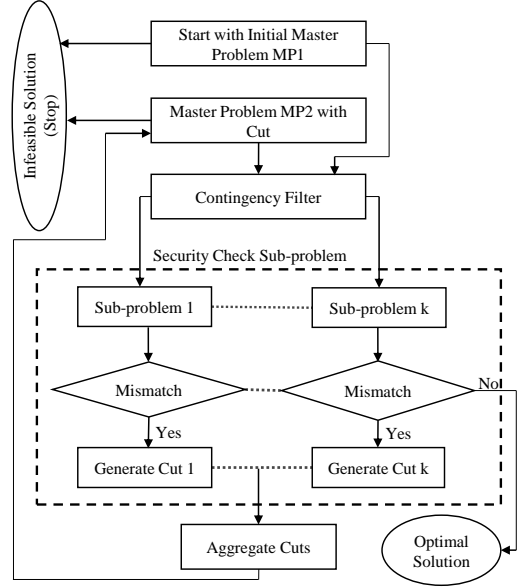 Start with Initial Master
Problem MP1
Infeasible Solution
(Stop)
Master Problem MP2 with
Cut
Contingency Filter
Security Check Sub-problem
Sub-problem 1
Sub-problem k
Mismatch
Mismatch
No
Yes
Yes
Generate Cut 1
Generate Cut k
Aggregate Cuts
Optimal
Solution